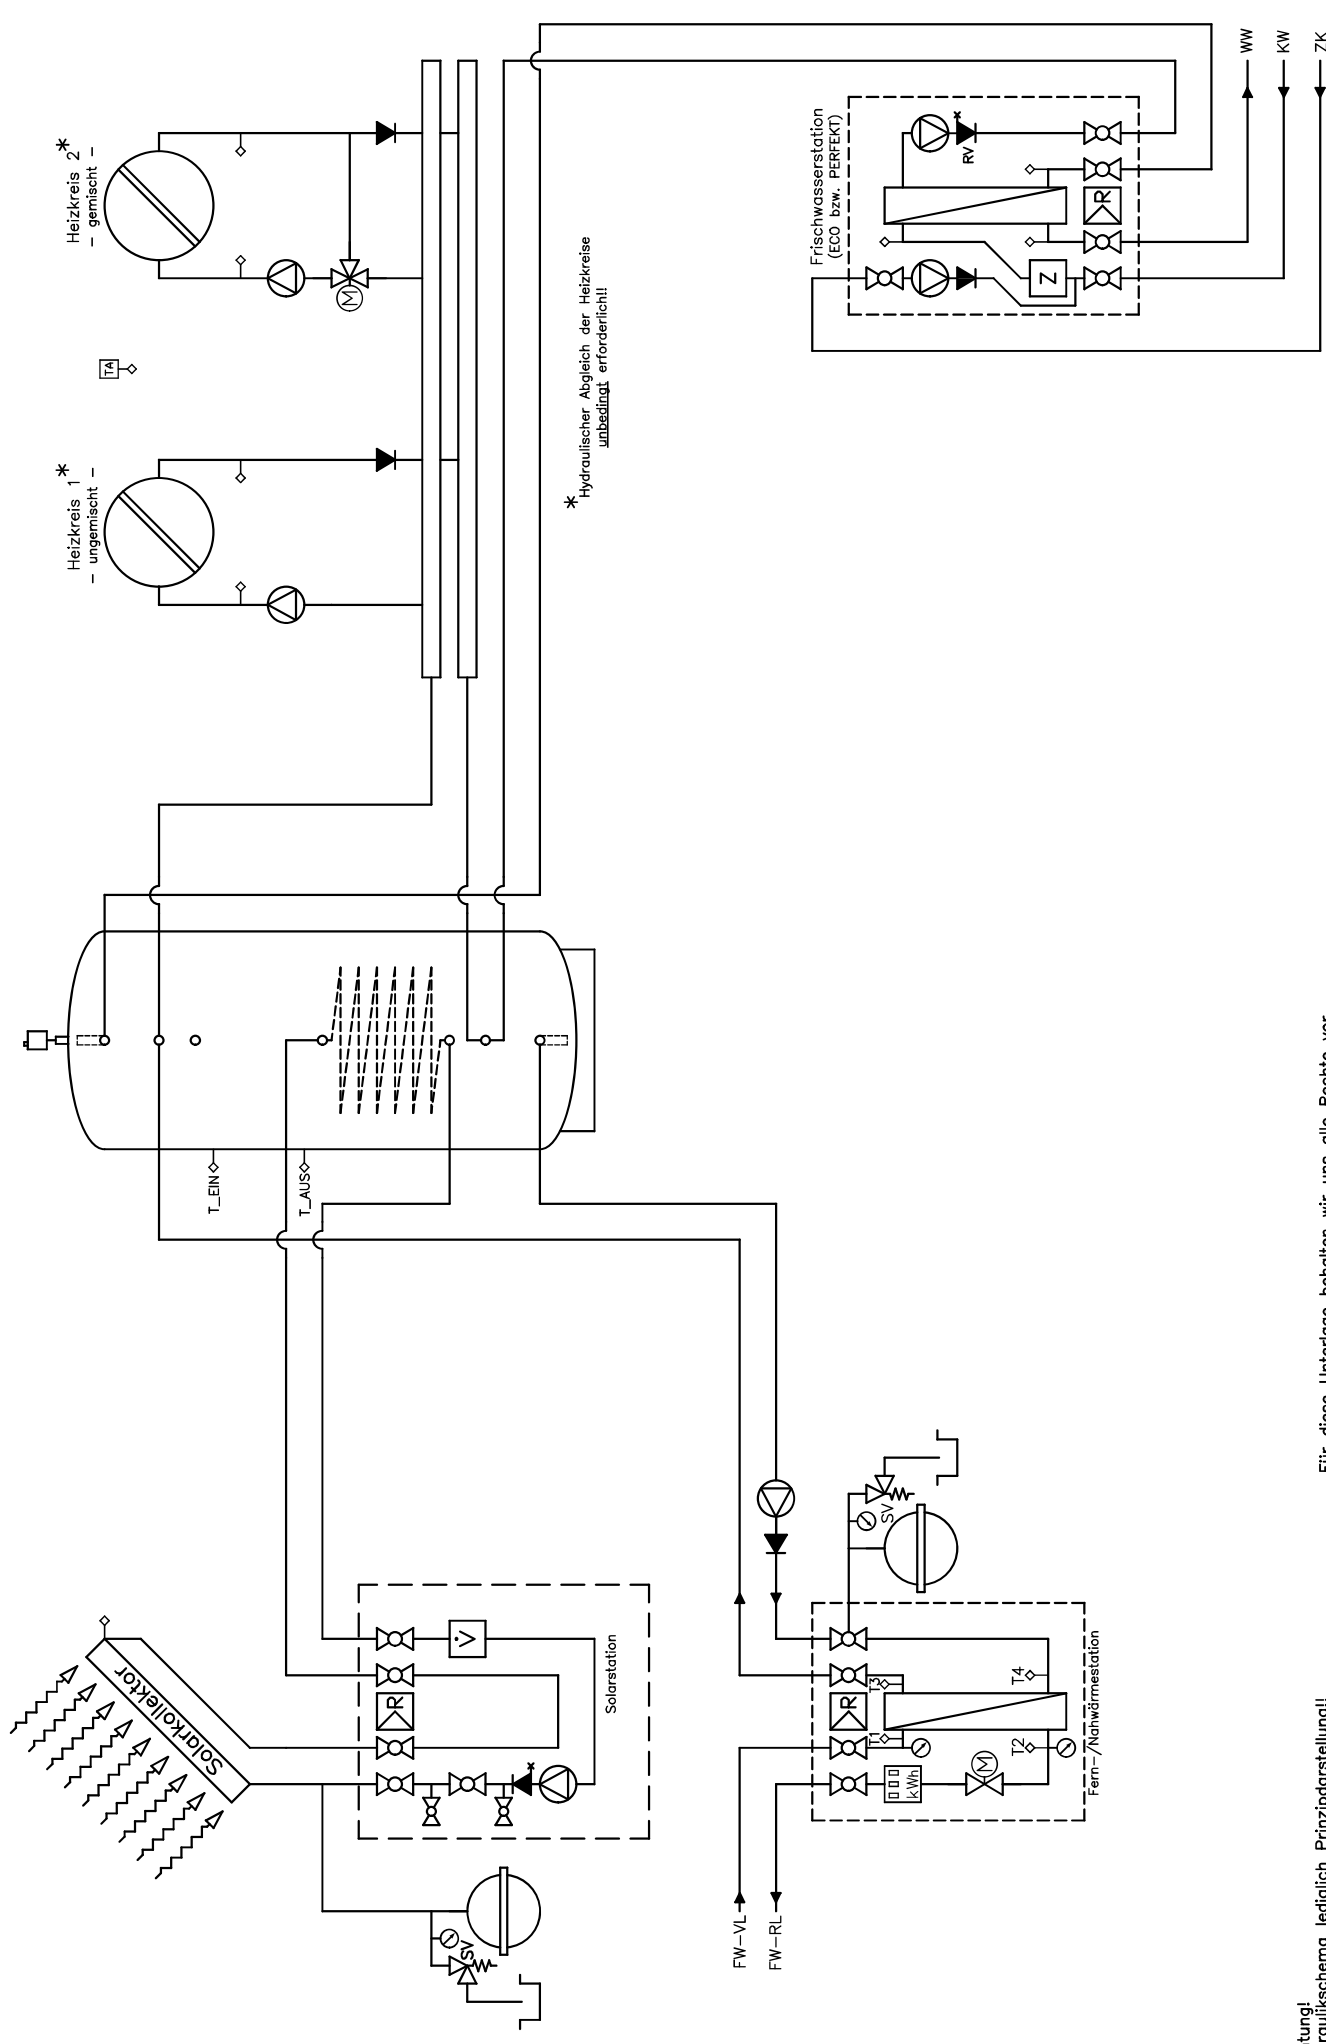 Heizkreis 2 *
- gemischt -
TA
Heizkreis 1 *
- ungemischt -
M
* Hydraulischer Abgleich der Heizkreise
unbedingt erforderlich!!
Frischwasserstation
(ECO bzw. PERFEKT)
RV
R
Z
WW
KW
ZK
T_EIN
T_AUS
Solarkollektor
V̇
R
Solarstation
SV
SV
R
T3
T4
T1
T2
kWh
M
Fern-/Nahwärmestation
FW-VL
FW-RL
Für diese Unterlage behalten wir uns alle Rechte vor
tung!
raulikschema lediglich Prinzipdarstellung!!